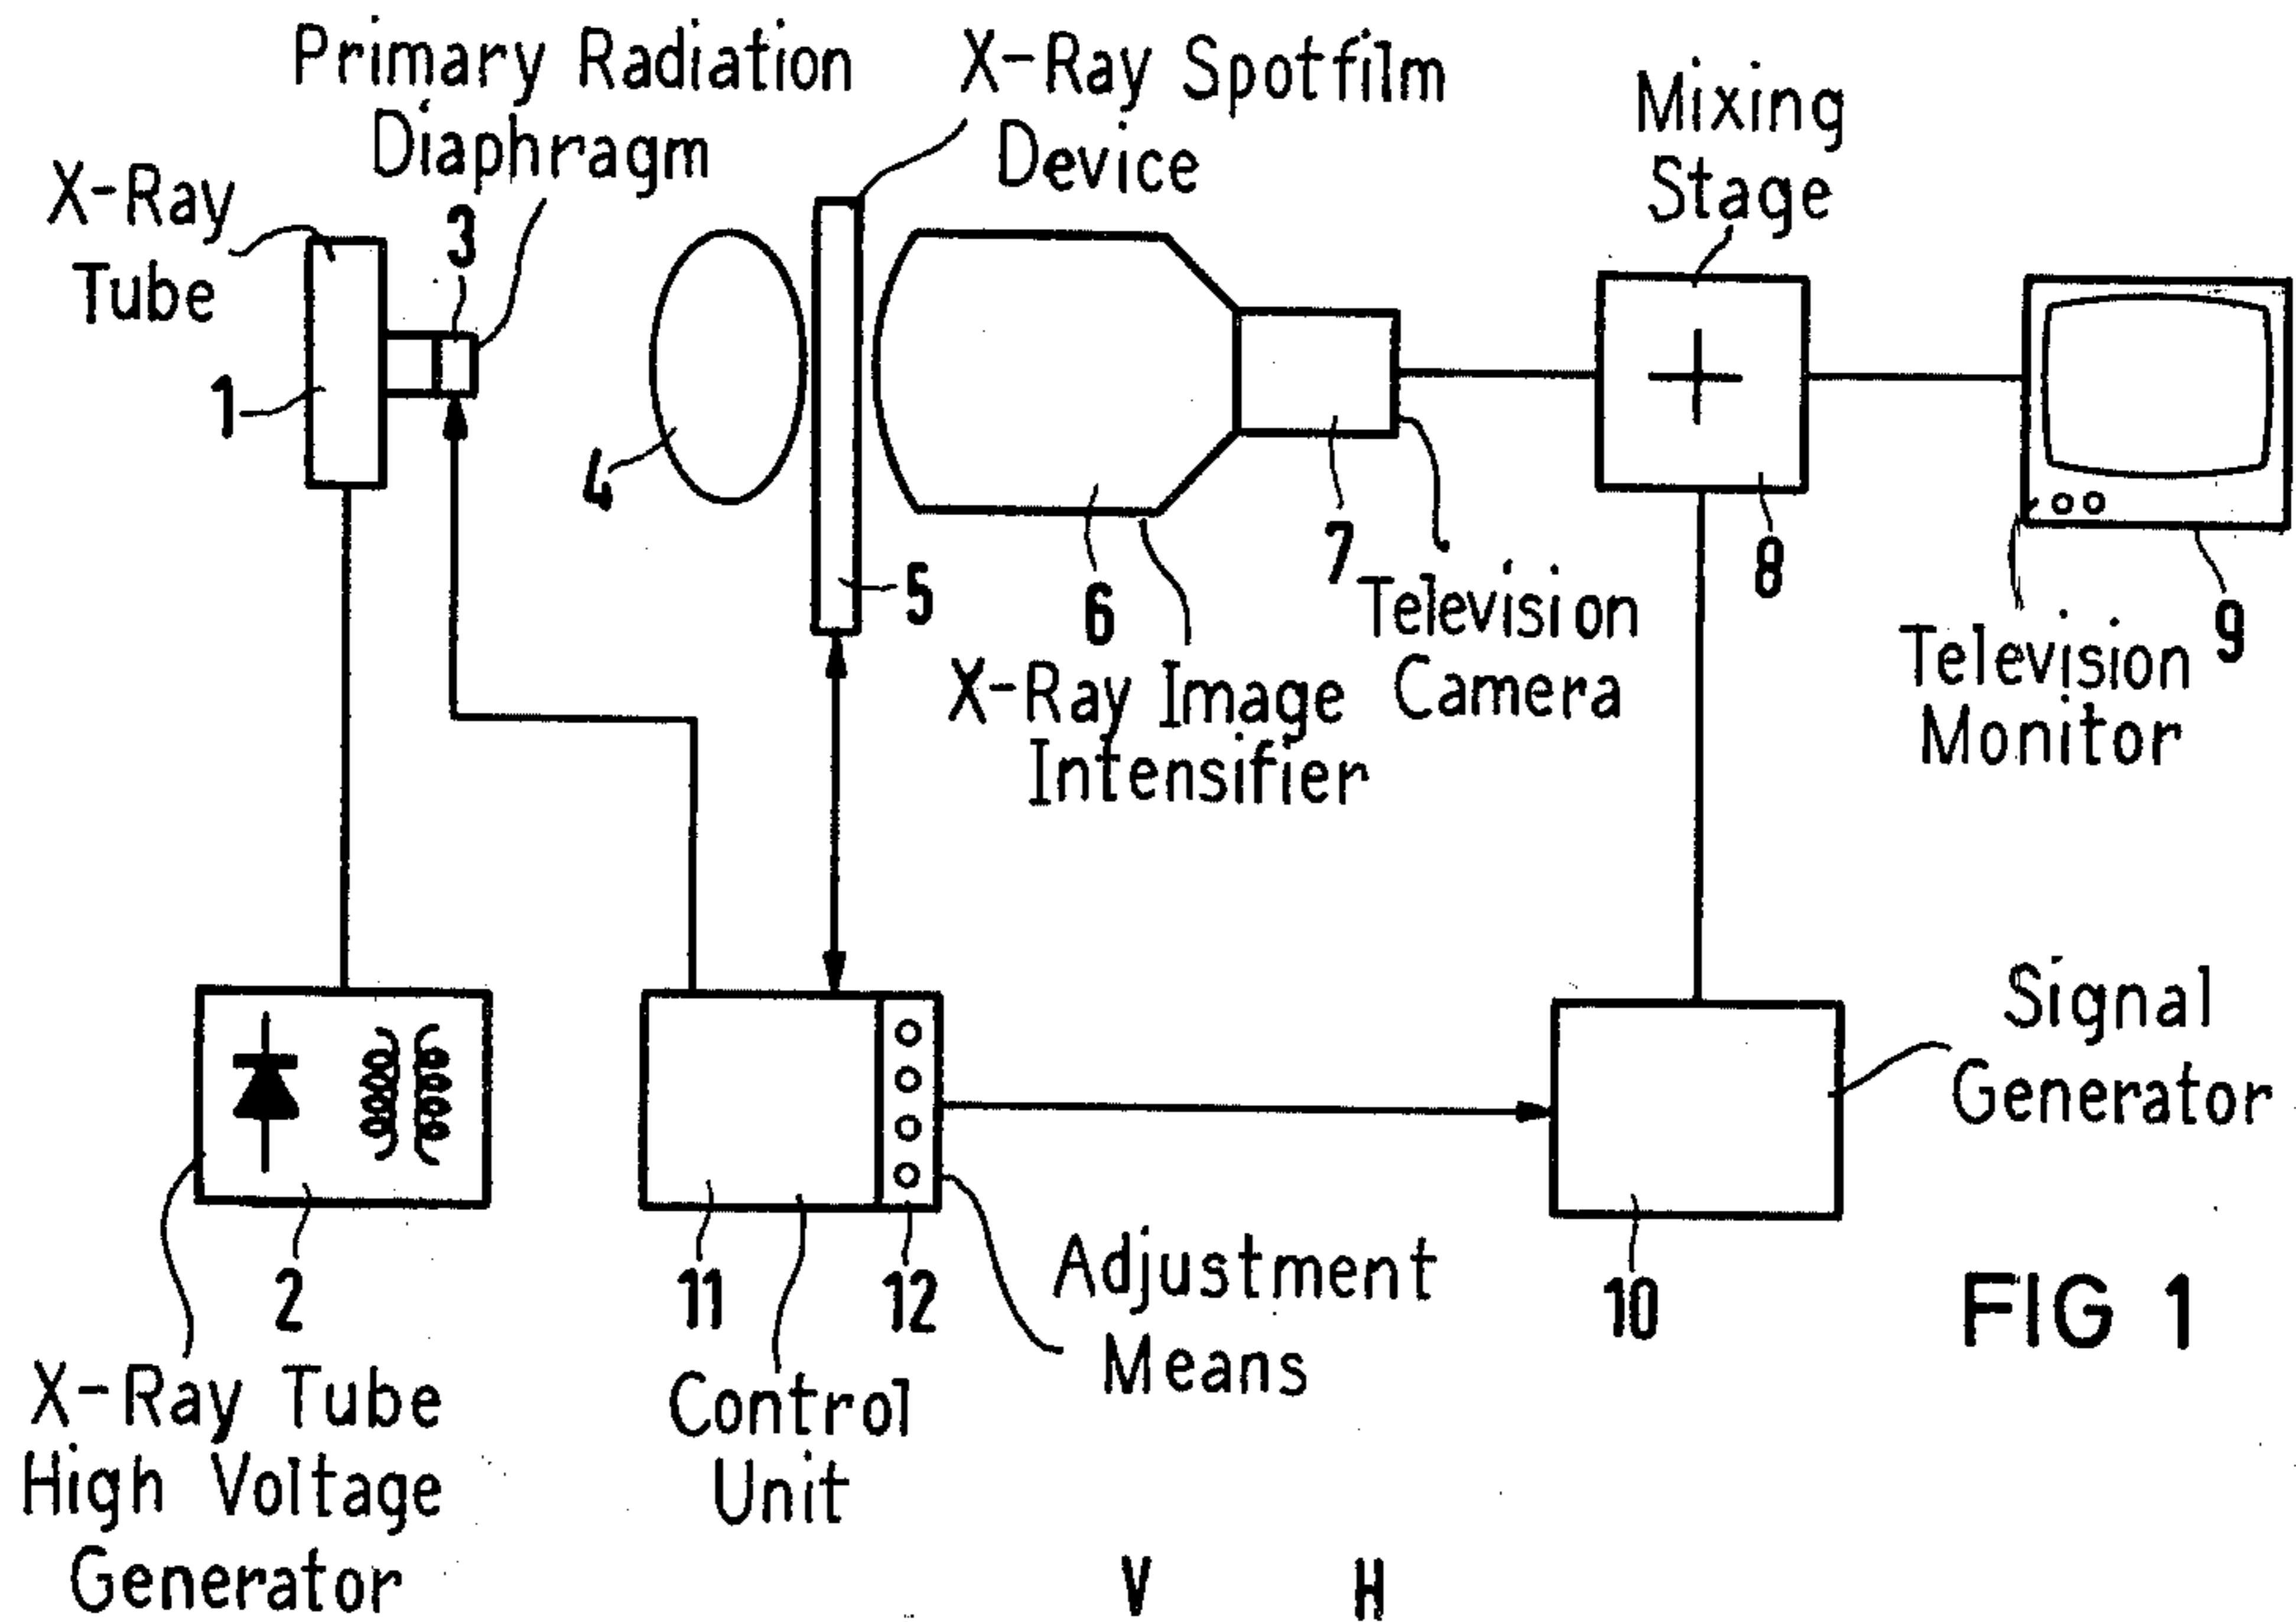 Primary Radiation
Diaphragm
X-Ray Spotfilm
Device
Mixing
Stage
X-Ray
Tube
3
1
4
5
6
7
8
9
Television
Camera
X-Ray Image
Intensifier
Television
Monitor
Signal
Generator
2
11
12
10
Adjustment
Means
FIG 1
X-Ray Tube
High Voltage
Generator
Control
Unit
V H